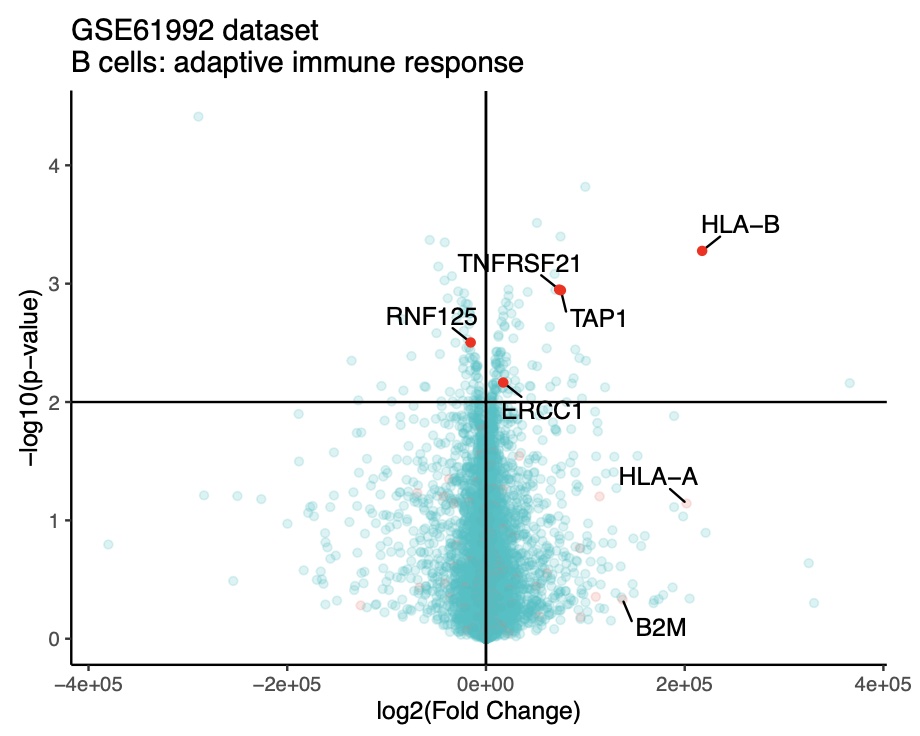 GSE61992 dataset
B cells: adaptive immune response
4
HLA−B
TNFRSF21
3
TAP1
RNF125
2
ERCC1
HLA−A
1
B2M
0
−log10(p−value)
−4e+05 −2e+05 0e+00 2e+05 4e+05
log2(Fold Change)